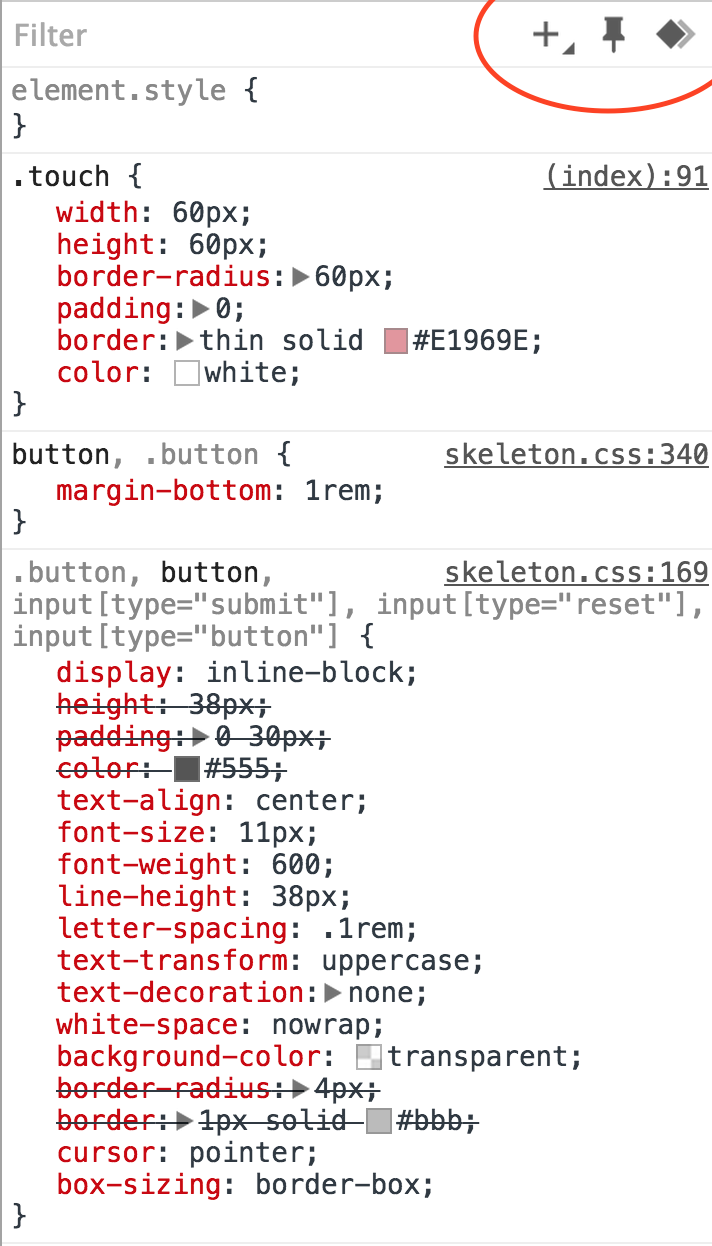 Filter
element.style {
}
.touch { (index):91
width: 60px;
height: 60px;
border-radius: 60px;
padding: 0;
border: thin solid #E1969E;
color: white;
}
button, .button { skeleton.css:340
margin-bottom: 1rem;
}
.button, button, skeleton.css:169
input[type="submit"], input[type="reset"],
input[type="button"] {
display: inline-block;
height: 38px;
padding: 0 30px;
color: #555;
text-align: center;
font-size: 11px;
font-weight: 600;
line-height: 38px;
letter-spacing: .1rem;
text-transform: uppercase;
text-decoration: none;
white-space: nowrap;
background-color: transparent;
border-radius: 4px;
border: 1px solid #bbb;
cursor: pointer;
box-sizing: border-box;
}